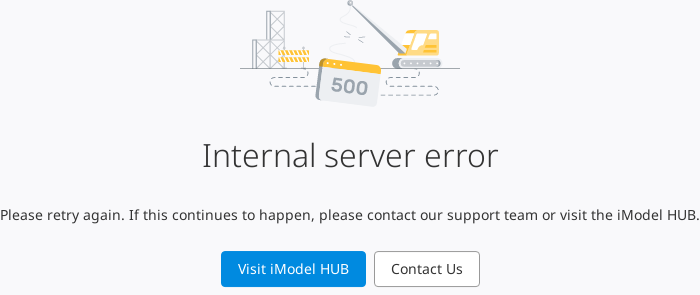 500
Internal server error
Please retry again. If this continues to happen, please contact our support team or visit the iModel HUB.
Visit iModel HUB Contact Us